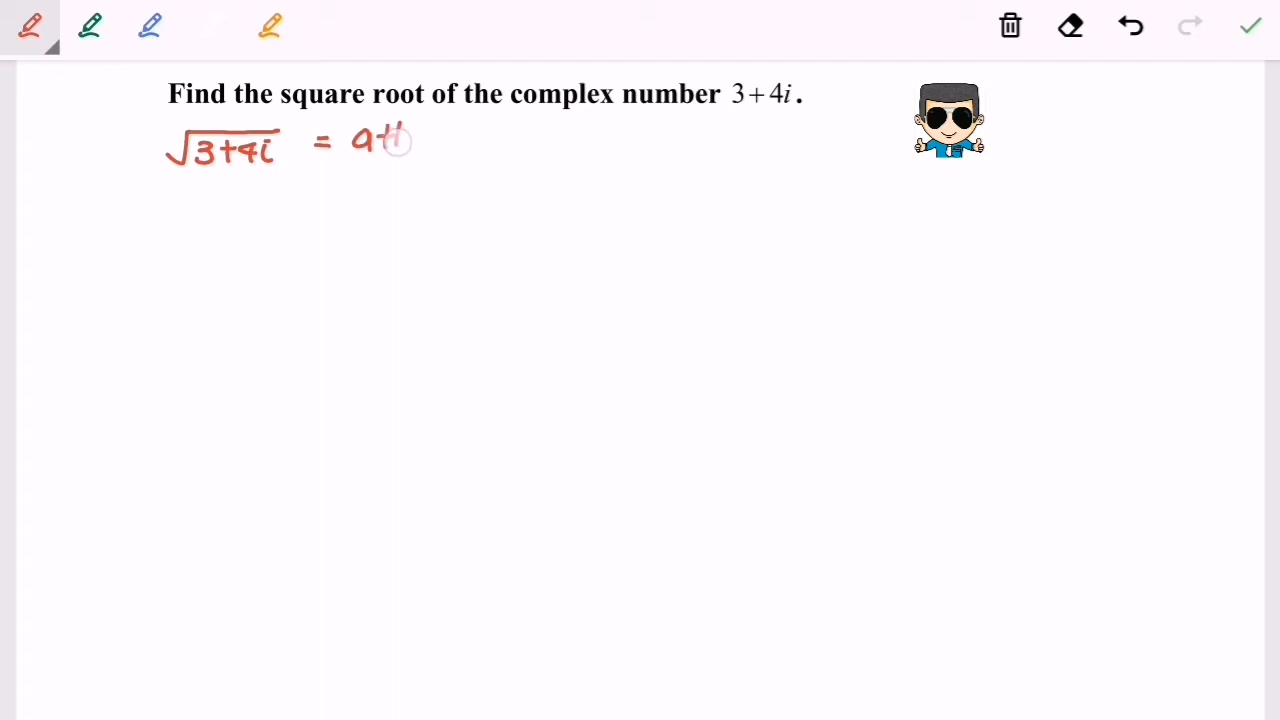 Find the square root of the complex number 3+4i.
√3+4i = a+